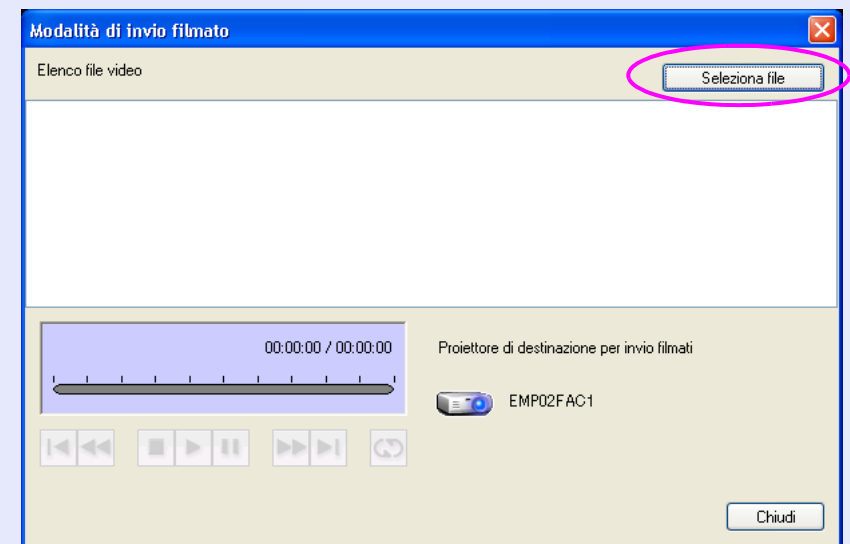 Modalità di invio filmato
Elenco file video
Seleziona file
00:00:00 / 00:00:00
Proiettore di destinazione per invio filmati
EMP02FAC1
Chiudi